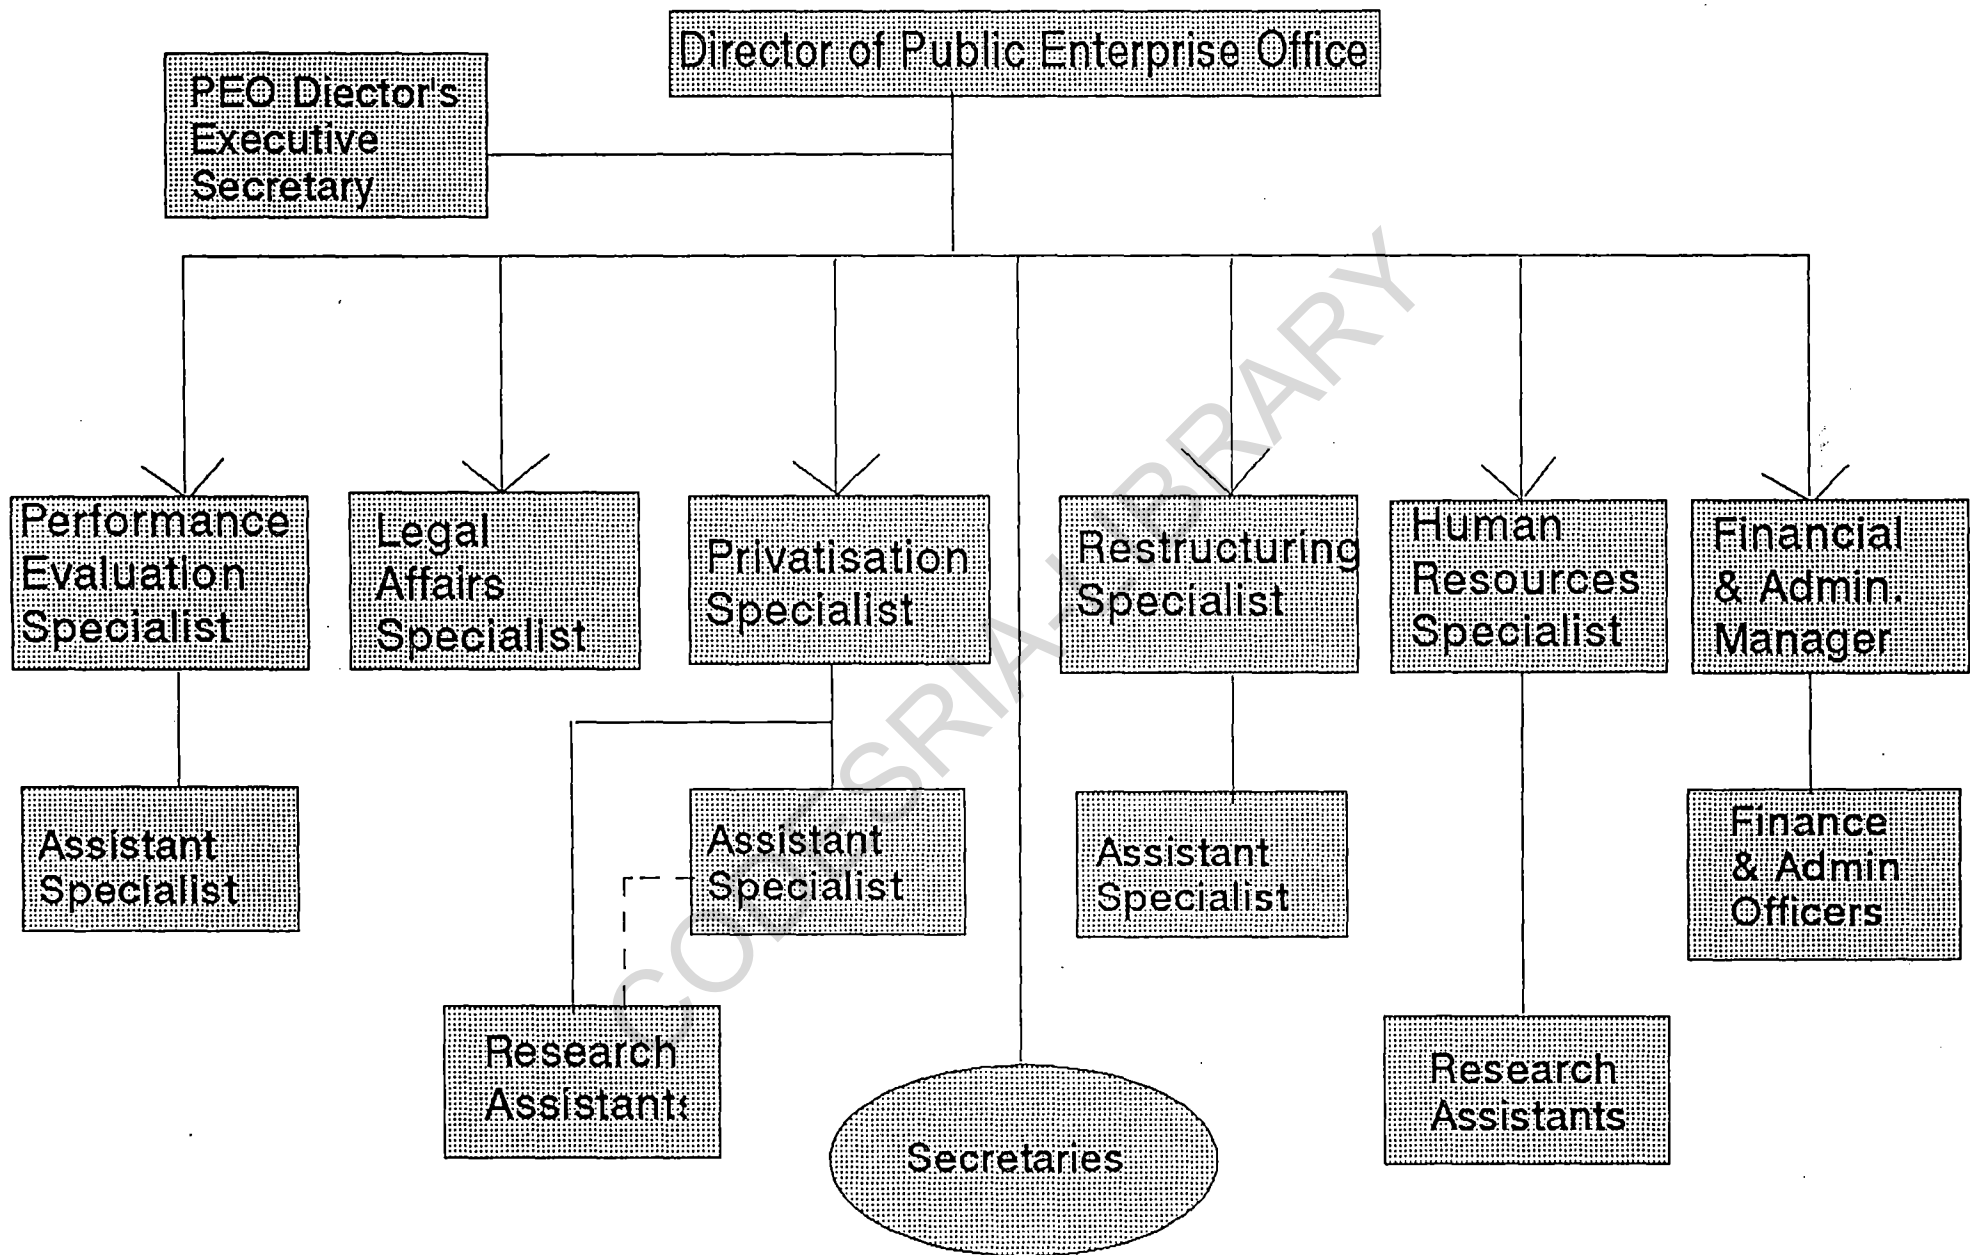 Director of Public Enterprise Office
PEO Diector's
Executive
Secretary
Performance
Evaluation
Specialist
Legal
Affairs
Specialist
Privatisation
Specialist
Restructuring
Specialist
Human
Resources
Specialist
Financial
& Admin.
Manager
Assistant
Specialist
Assistant
Specialist
Assistant
Specialist
Finance
& Admin
Officers
Research
Assistants
Secretaries
Research
Assistants
CODESRIA-LIBRARY